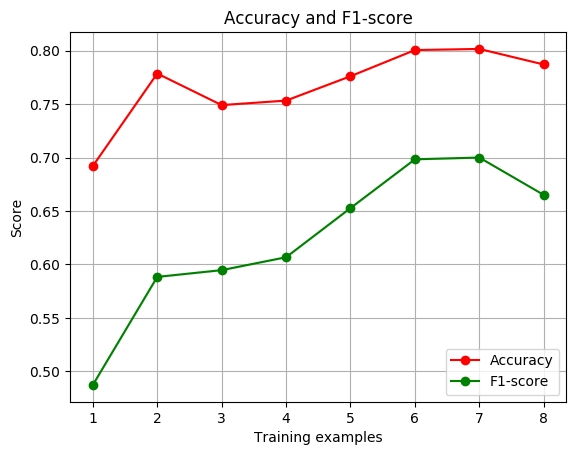 Accuracy and F1-score
0.80
0.75
0.70
0.65
0.60
0.55
0.50
Score
1 2 3 4 5 6 7 8
Training examples
Accuracy
F1-score